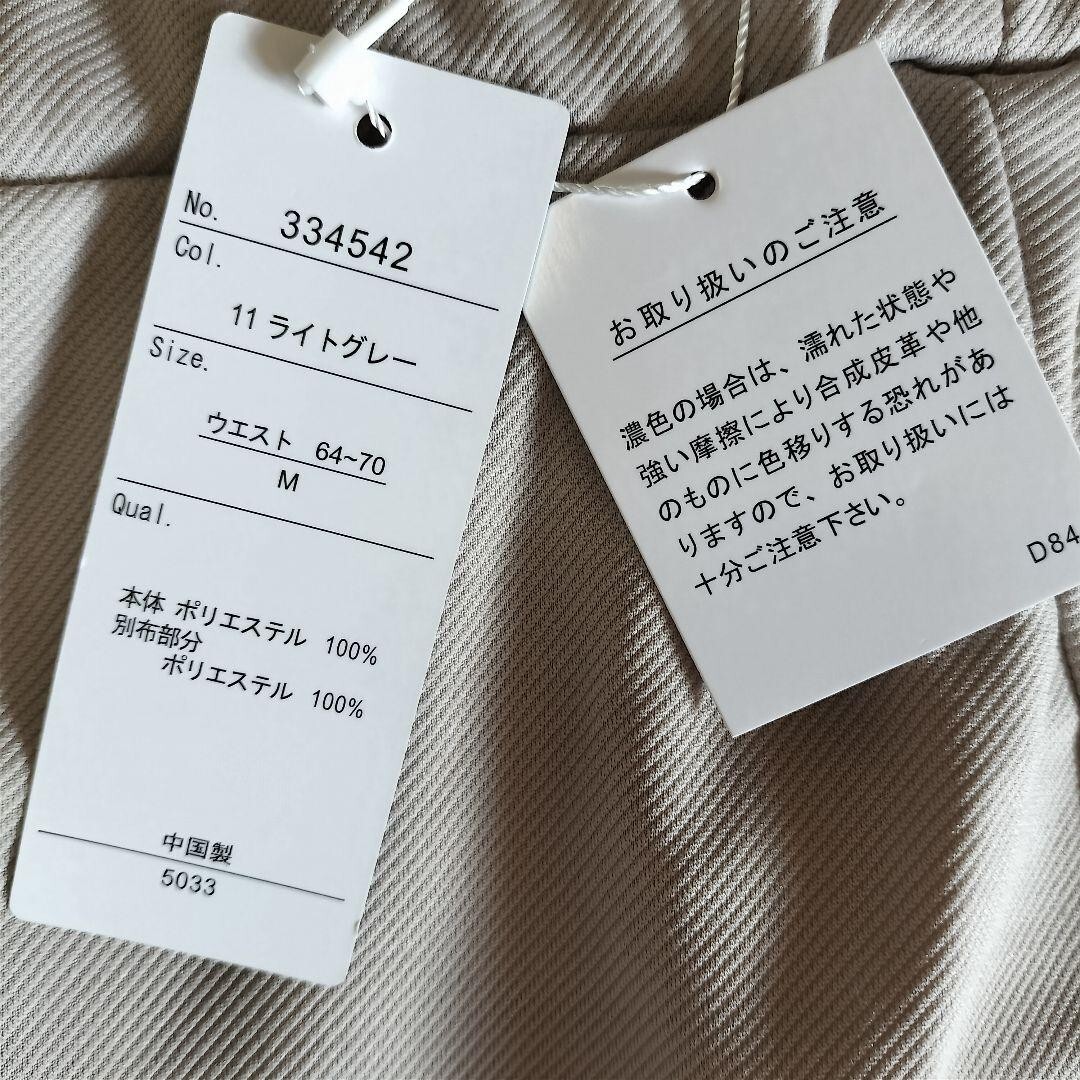 No. 334542
Col.
11 ライトグレー
Size.
ウエスト 64~70
M
Qual.
本体 ポリエステル 100%
別布部分
ポリエステル 100%
中国製
5033
お取り扱いのご注意
濃色の場合は、濡れた状態や
強い摩擦により合成皮革や他
のものに色移りする恐れがあ
りますので、お取り扱いには
十分ご注意下さい。
D84